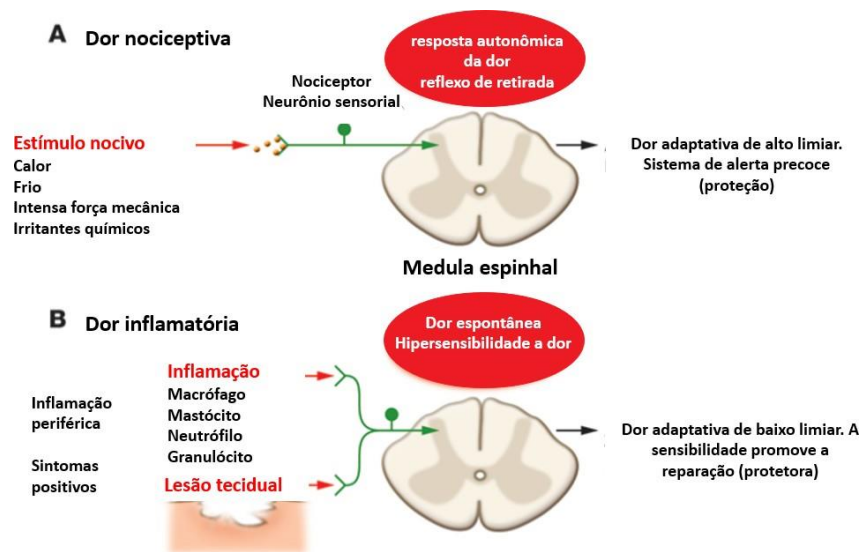 A Dor nociceptiva
resposta autonômica
da dor
reflexo de retirada
Nociceptor
Neurônio sensorial
Estímulo nocivo
Calor
Frio
Intensa força mecânica
Irritantes químicos
Dor adaptativa de alto limiar.
Sistema de alerta precoce
(proteção)
Medula espinhal
B Dor inflamatória
Dor espontânea
Hipersensibilidade a dor
Inflamação
periférica
Sintomas
positivos
Inflamação
Macrófago
Mastócito
Neutrófilo
Granulócito
Lesão tecidual
Dor adaptativa de baixo limiar. A
sensibilidade promove a
reparação (protetora)